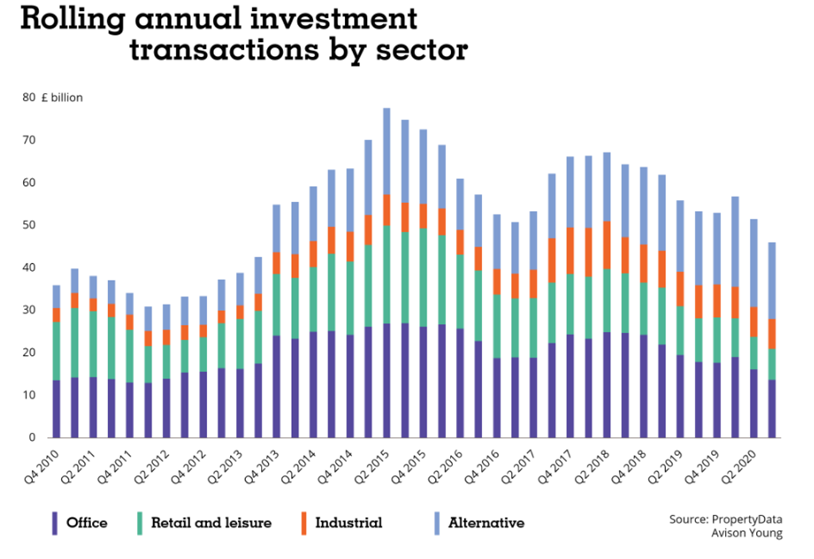 Rolling annual investment
transactions by sector
80 £ billion
70
60
50
40
30
20
10
0
Q4 2010
Q2 2011
Q4 2011
Q2 2012
Q4 2012
Q2 2013
Q4 2013
Q2 2014
Q4 2014
Q2 2015
Q4 2015
Q2 2016
Q4 2016
Q2 2017
Q4 2017
Q2 2018
Q4 2018
Q2 2019
Q4 2019
Q2 2020
Office
Retail and leisure
Industrial
Alternative
Source: PropertyData
Avison Young